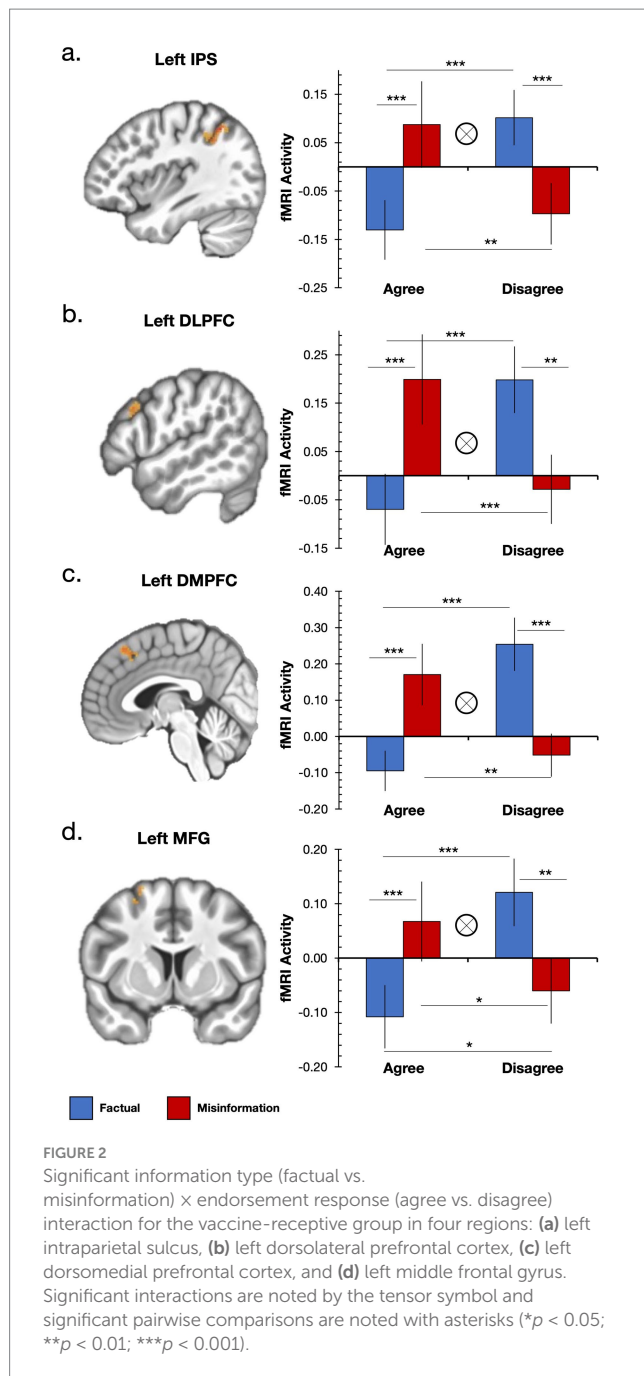 a.
Left IPS
fMRI Activity
0.15
0.05
-0.05
-0.15
-0.25
***
***
***
**
Agree
Disagree
b.
Left DLPFC
fMRI Activity
0.25
0.15
0.05
-0.05
-0.15
***
***
**
***
Agree
Disagree
c.
Left DMPFC
fMRI Activity
0.40
0.30
0.20
0.10
0.00
-0.10
-0.20
***
***
***
**
Agree
Disagree
d.
Left MFG
fMRI Activity
0.20
0.10
0.00
-0.10
-0.20
***
***
**
*
*
Agree
Disagree
Factual
Misinformation
FIGURE 2
Significant information type (factual vs.
misinformation) × endorsement response (agree vs. disagree)
interaction for the vaccine-receptive group in four regions: (a) left
intraparietal sulcus, (b) left dorsolateral prefrontal cortex, (c) left
dorsomedial prefrontal cortex, and (d) left middle frontal gyrus.
Significant interactions are noted by the tensor symbol and
significant pairwise comparisons are noted with asterisks (*p < 0.05;
**p < 0.01; ***p < 0.001).